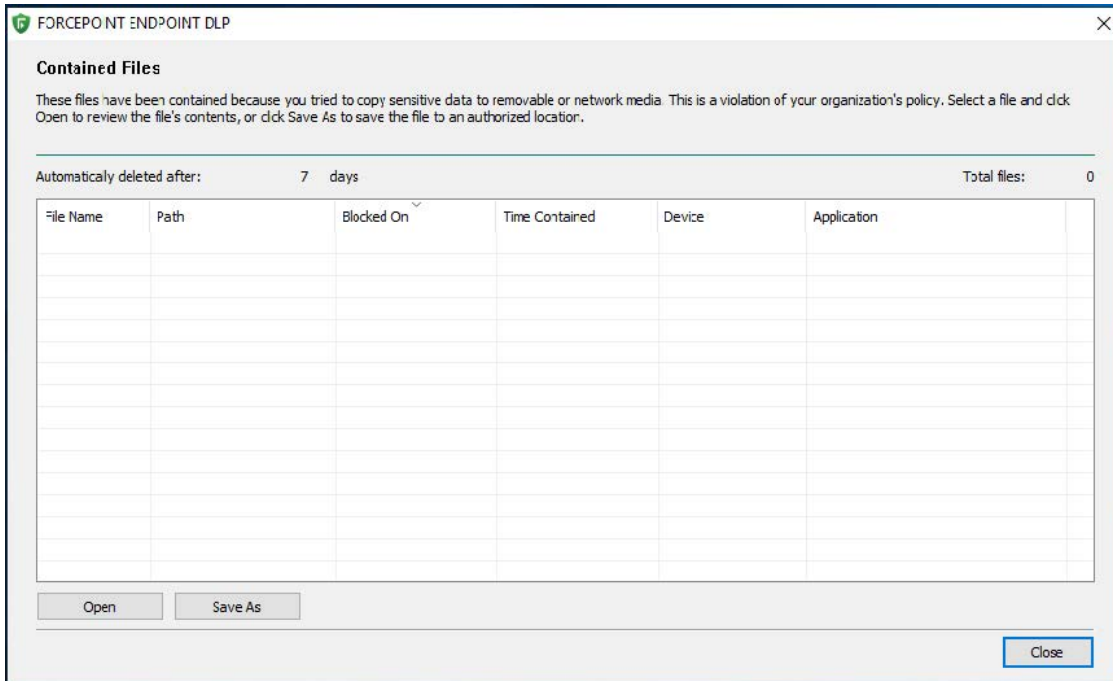 FORCEPOINT ENDPOINT DLP
Contained Files
These files have been contained because you tried to copy sensitive data to removable or network media. This is a violation of your organization's policy. Select a file and click
Open to review the file's contents, or click Save As to save the file to an authorized location.
Automatically deleted after: 7 days Total files: 0
File Name Path Blocked On Time Contained Device Application
Open Save As
Close